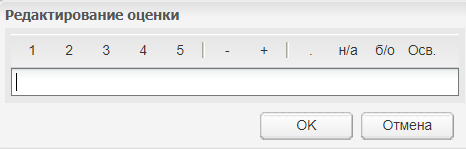 Редактирование оценки
1 2 3 4 5 | - + | . н/а б/о Осв.
OK Отмена